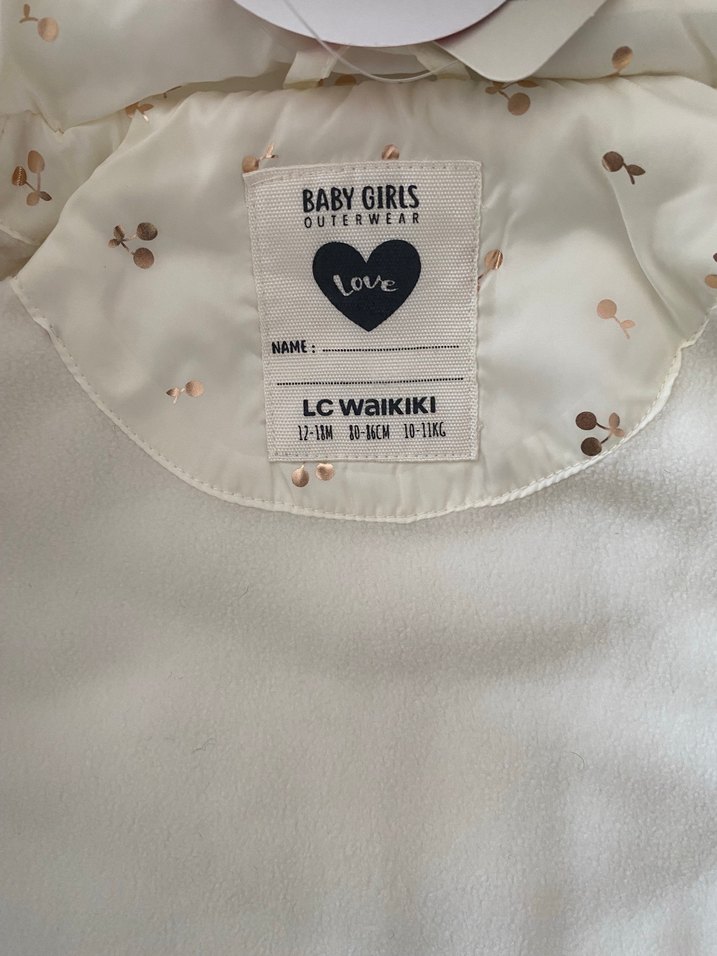 BABY GIRLS
OUTERWEAR
Love
NAME :
LC WAIKIKI
12-18M 80-86CM 10-11KG